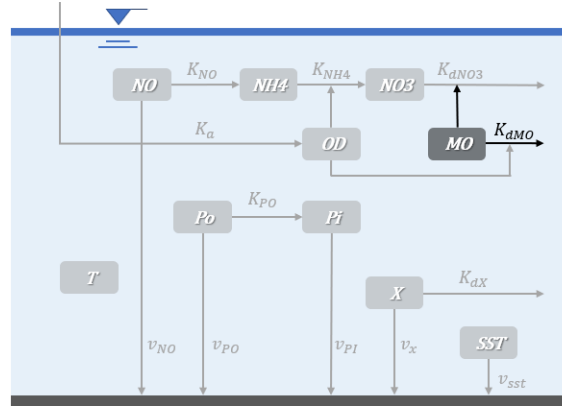 K_NO K_NH4 K_dNO3
NO NH4 NO3
K_a K_dMO
OD MO
K_PO
Po Pi
T K_dX
X
SST
v_NO v_PO v_PI v_x v_sst